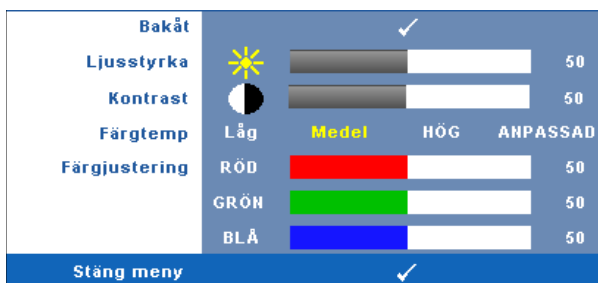 Bakåt
Ljusstyrka 50
Kontrast 50
Färgtemp Låg Medel HÖG ANPASSAD
Färgjustering RÖD 50
GRÖN 50
BLÅ 50
Stäng meny